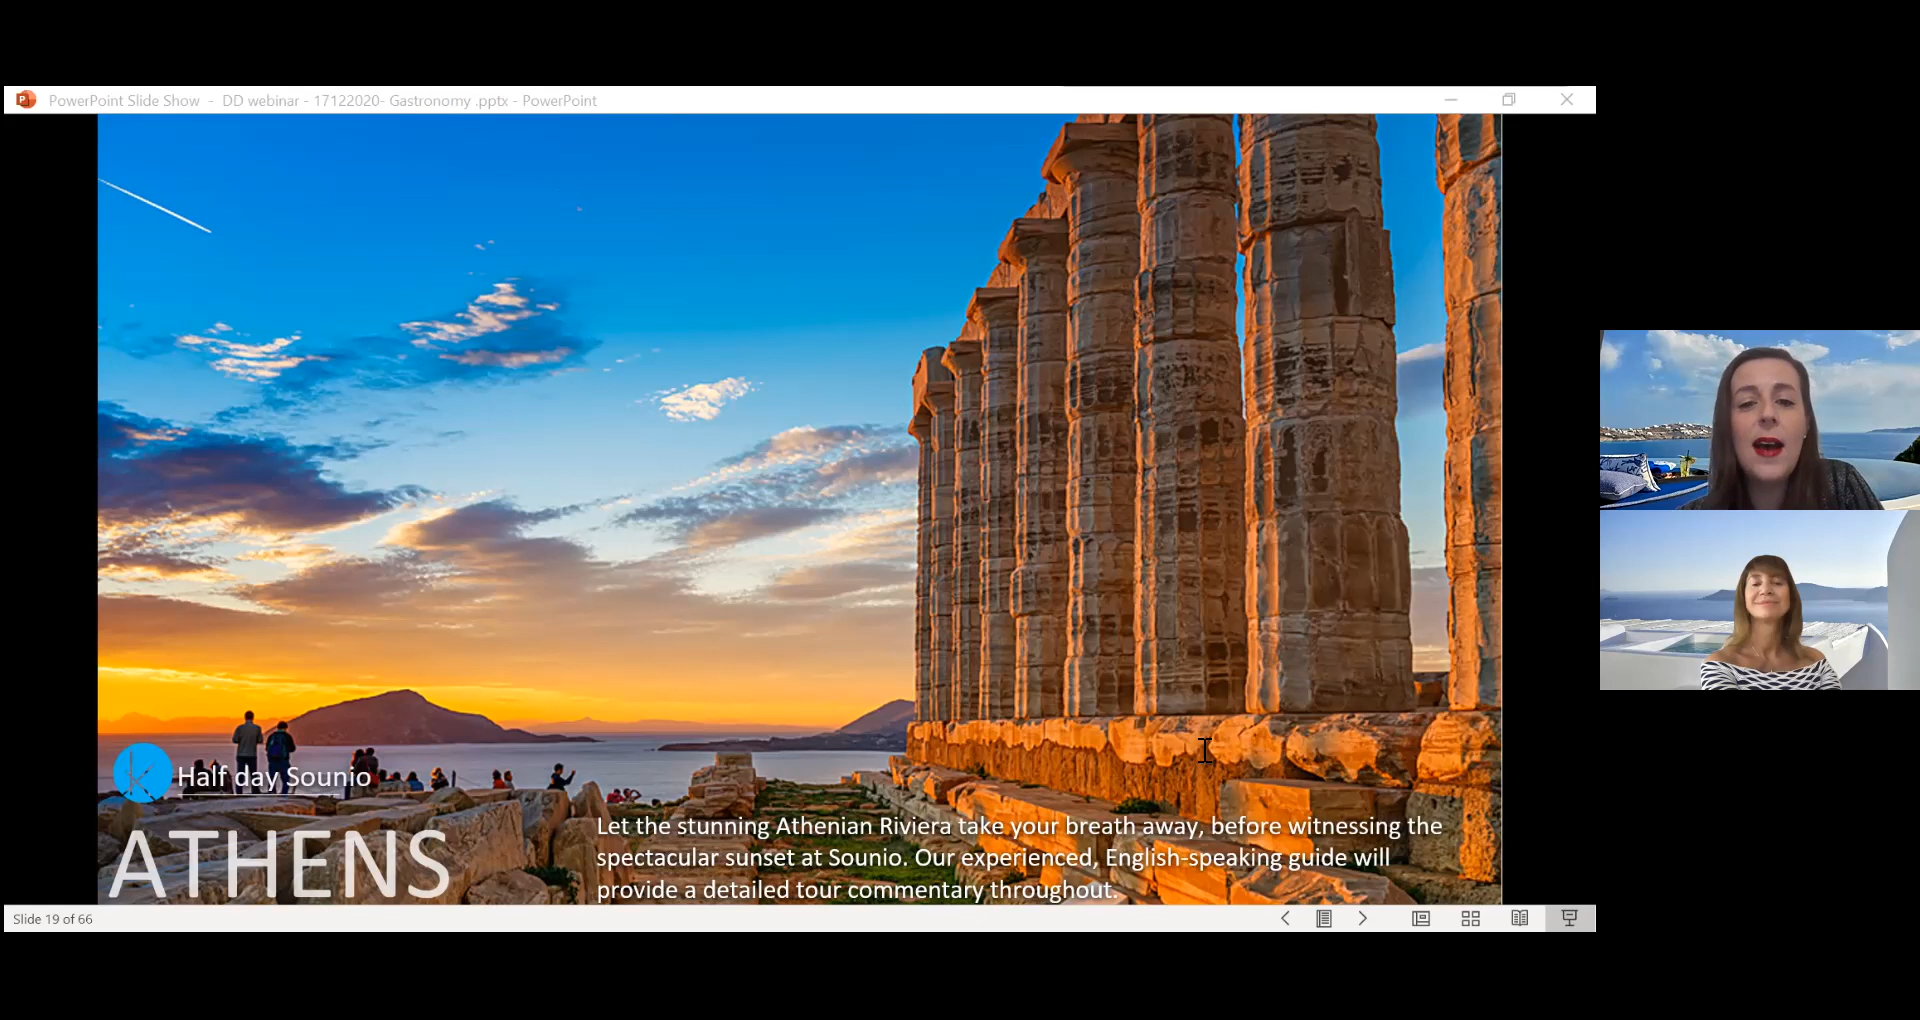 PowerPoint Slide Show - DD webinar - 17122020- Gastronomy .pptx - PowerPoint
Half day Sounio
ATHENS
Let the stunning Athenian Riviera take your breath away, before witnessing the
spectacular sunset at Sounio. Our experienced, English-speaking guide will
provide a detailed tour commentary throughout.
Slide 19 of 66